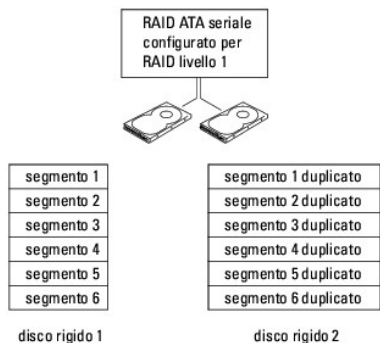 RAID ATA seriale
configurato per
RAID livello 1
segmento 1
segmento 2
segmento 3
segmento 4
segmento 5
segmento 6
segmento 1 duplicato
segmento 2 duplicato
segmento 3 duplicato
segmento 4 duplicato
segmento 5 duplicato
segmento 6 duplicato
disco rigido 1
disco rigido 2